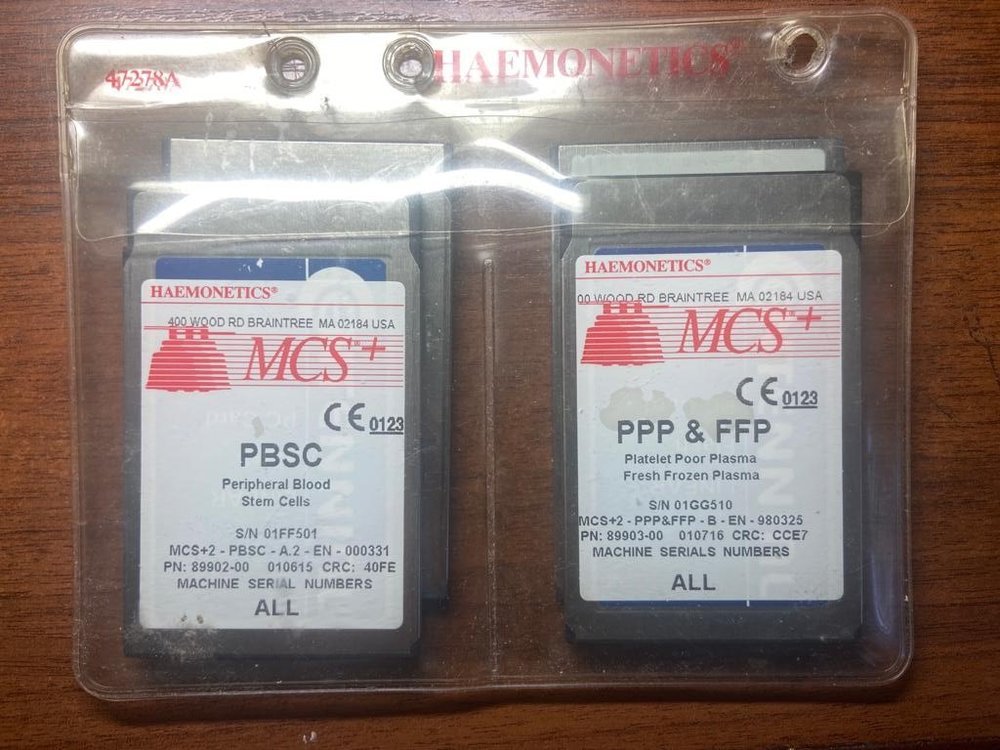 47278A
HAEMONETICS®
HAEMONETICS®
400 WOOD RD BRAINTREE MA 02184 USA
MCS™+
CE 0123
PBSC
Peripheral Blood
Stem Cells
S/N 01FF501
MCS+2 - PBSC - A.2 - EN - 000331
PN: 89902-00 010615 CRC: 40FE
MACHINE SERIAL NUMBERS
ALL
HAEMONETICS®
00 WOOD RD BRAINTREE MA 02184 USA
MCS™+
CE 0123
PPP & FFP
Platelet Poor Plasma
Fresh Frozen Plasma
S/N 01GG510
MCS+2 - PPP&FFP - B - EN - 980325
PN: 89903-00 010716 CRC: CCE7
MACHINE SERIALS NUMBERS
ALL